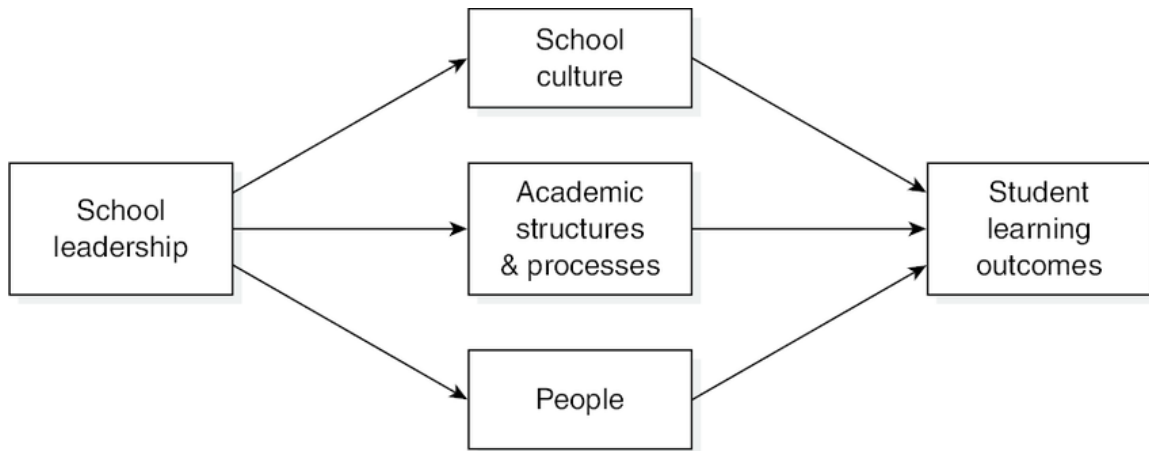 School
culture
School
leadership
Academic
structures
& processes
Student
learning
outcomes
People